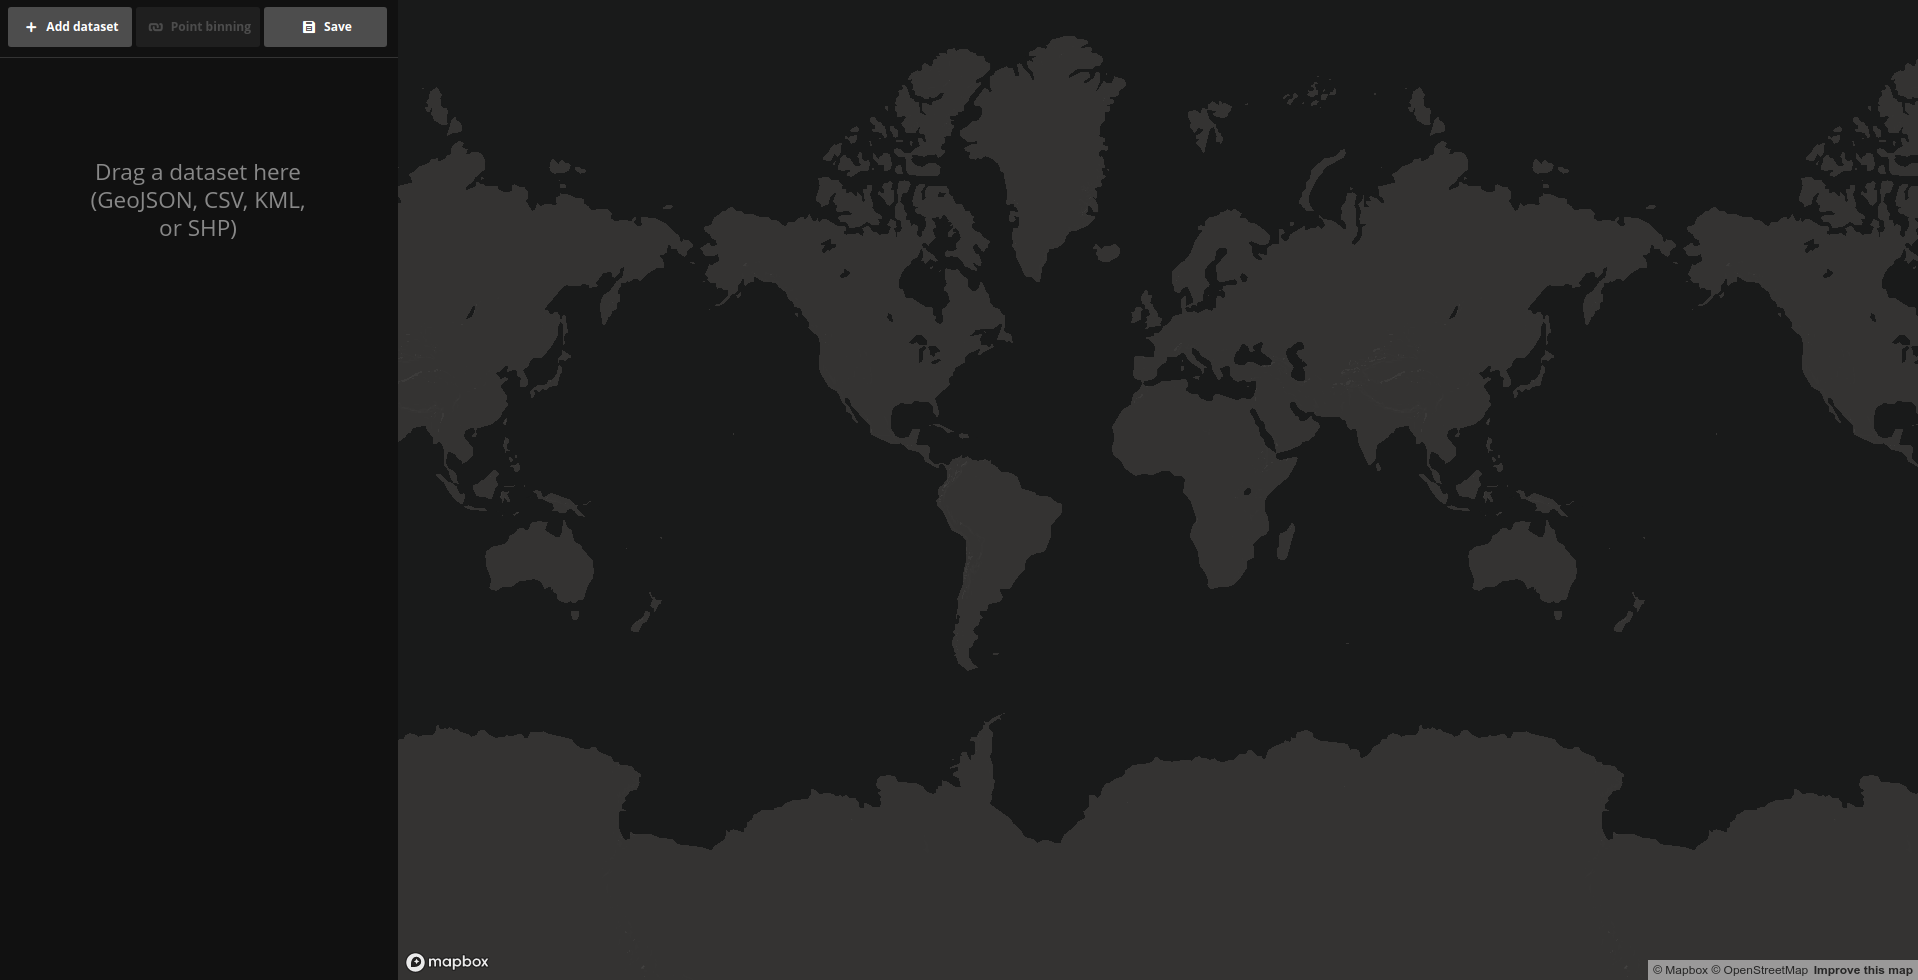 Add dataset
Point binning
Save
Drag a dataset here
(GeoJSON, CSV, KML,
or SHP)
mapbox
© Mapbox © OpenStreetMap Improve this map